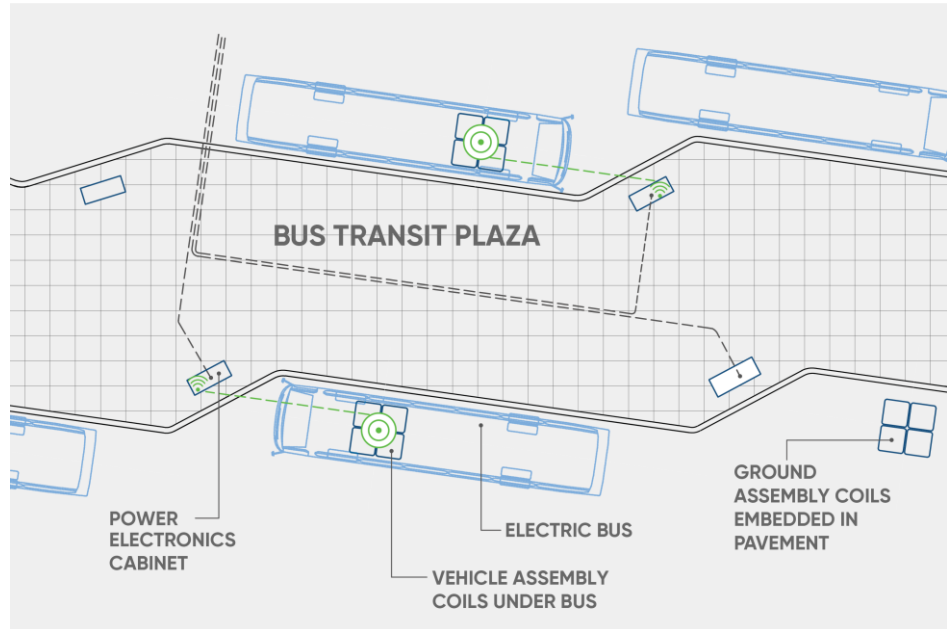 BUS TRANSIT PLAZA
POWER
ELECTRONICS
CABINET
ELECTRIC BUS
VEHICLE ASSEMBLY
COILS UNDER BUS
GROUND
ASSEMBLY COILS
EMBEDDED IN
PAVEMENT